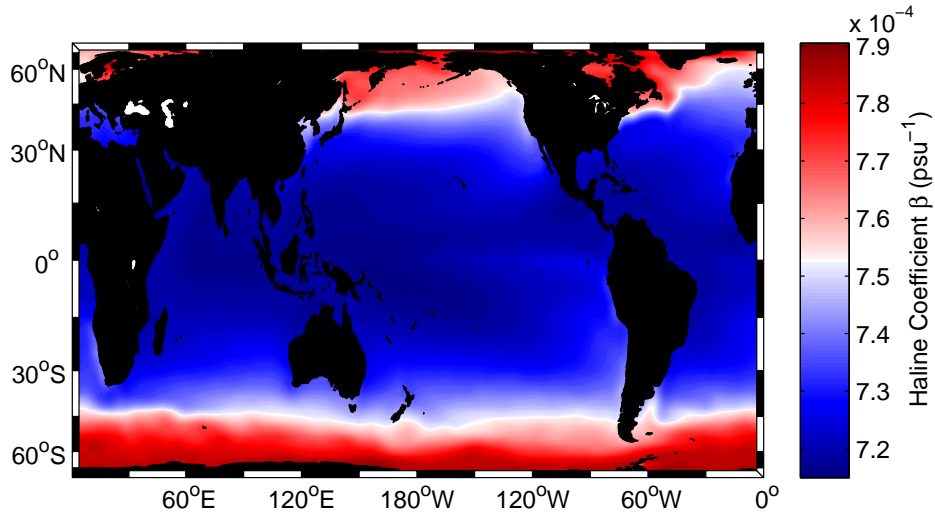 x 10⁻⁴
60°N
30°N
0°
30°S
60°S
60°E
120°E
180°W
120°W
60°W
0°
7.9
7.8
7.7
7.6
7.5
7.4
7.3
7.2
Haline Coefficient β (psu⁻¹)